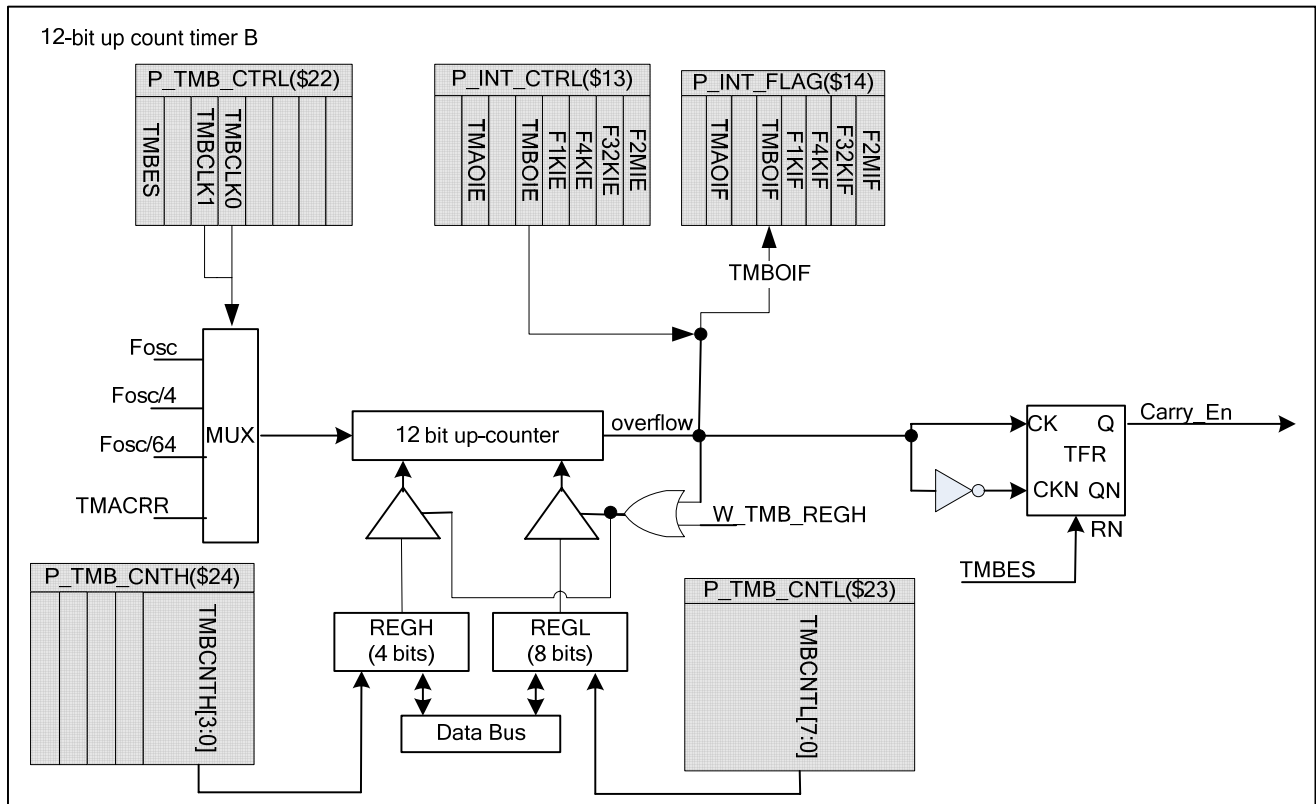 12-bit up count timer B
P_TMB_CTRL($22)
TMBES
TMBCLK1
TMBCLK0
P_INT_CTRL($13)
TMAOIE
TMBOIE
F1KIE
F4KIE
F32KIE
F2MIE
P_INT_FLAG($14)
TMAOIF
TMBOIF
F1KIF
F4KIF
F32KIF
F2MIF
TMBOIF
Fosc
Fosc/4
Fosc/64
TMACRR
MUX
12 bit up-counter
overflow
W_TMB_REGH
CK Q
TFR
CKN QN
RN
Carry_En
TMBES
P_TMB_CNTH($24)
TMBCNTH[3:0]
REGH
(4 bits)
REGL
(8 bits)
Data Bus
P_TMB_CNTL($23)
TMBCNTL[7:0]